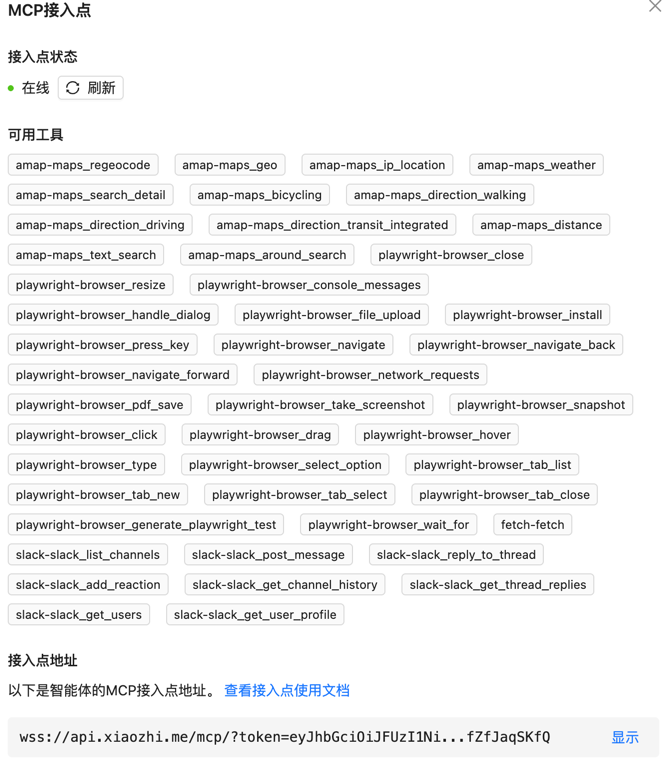 MCP接入点
接入点状态
在线 刷新
可用工具
amap-maps_regeocode amap-maps_geo amap-maps_ip_location amap-maps_weather
amap-maps_search_detail amap-maps_bicycling amap-maps_direction_walking
amap-maps_direction_driving amap-maps_direction_transit_integrated amap-maps_distance
amap-maps_text_search amap-maps_around_search playwright-browser_close
playwright-browser_resize playwright-browser_console_messages
playwright-browser_handle_dialog playwright-browser_file_upload playwright-browser_install
playwright-browser_press_key playwright-browser_navigate playwright-browser_navigate_back
playwright-browser_navigate_forward playwright-browser_network_requests
playwright-browser_pdf_save playwright-browser_take_screenshot playwright-browser_snapshot
playwright-browser_click playwright-browser_drag playwright-browser_hover
playwright-browser_type playwright-browser_select_option playwright-browser_tab_list
playwright-browser_tab_new playwright-browser_tab_select playwright-browser_tab_close
playwright-browser_generate_playwright_test playwright-browser_wait_for fetch-fetch
slack-slack_list_channels slack-slack_post_message slack-slack_reply_to_thread
slack-slack_add_reaction slack-slack_get_channel_history slack-slack_get_thread_replies
slack-slack_get_users slack-slack_get_user_profile
接入点地址
以下是智能体的MCP接入点地址。 查看接入点使用文档
wss://api.xiaozhi.me/mcp/?token=eyJhbGciOiJFUzI1Ni...fZfJaqSKfQ 显示